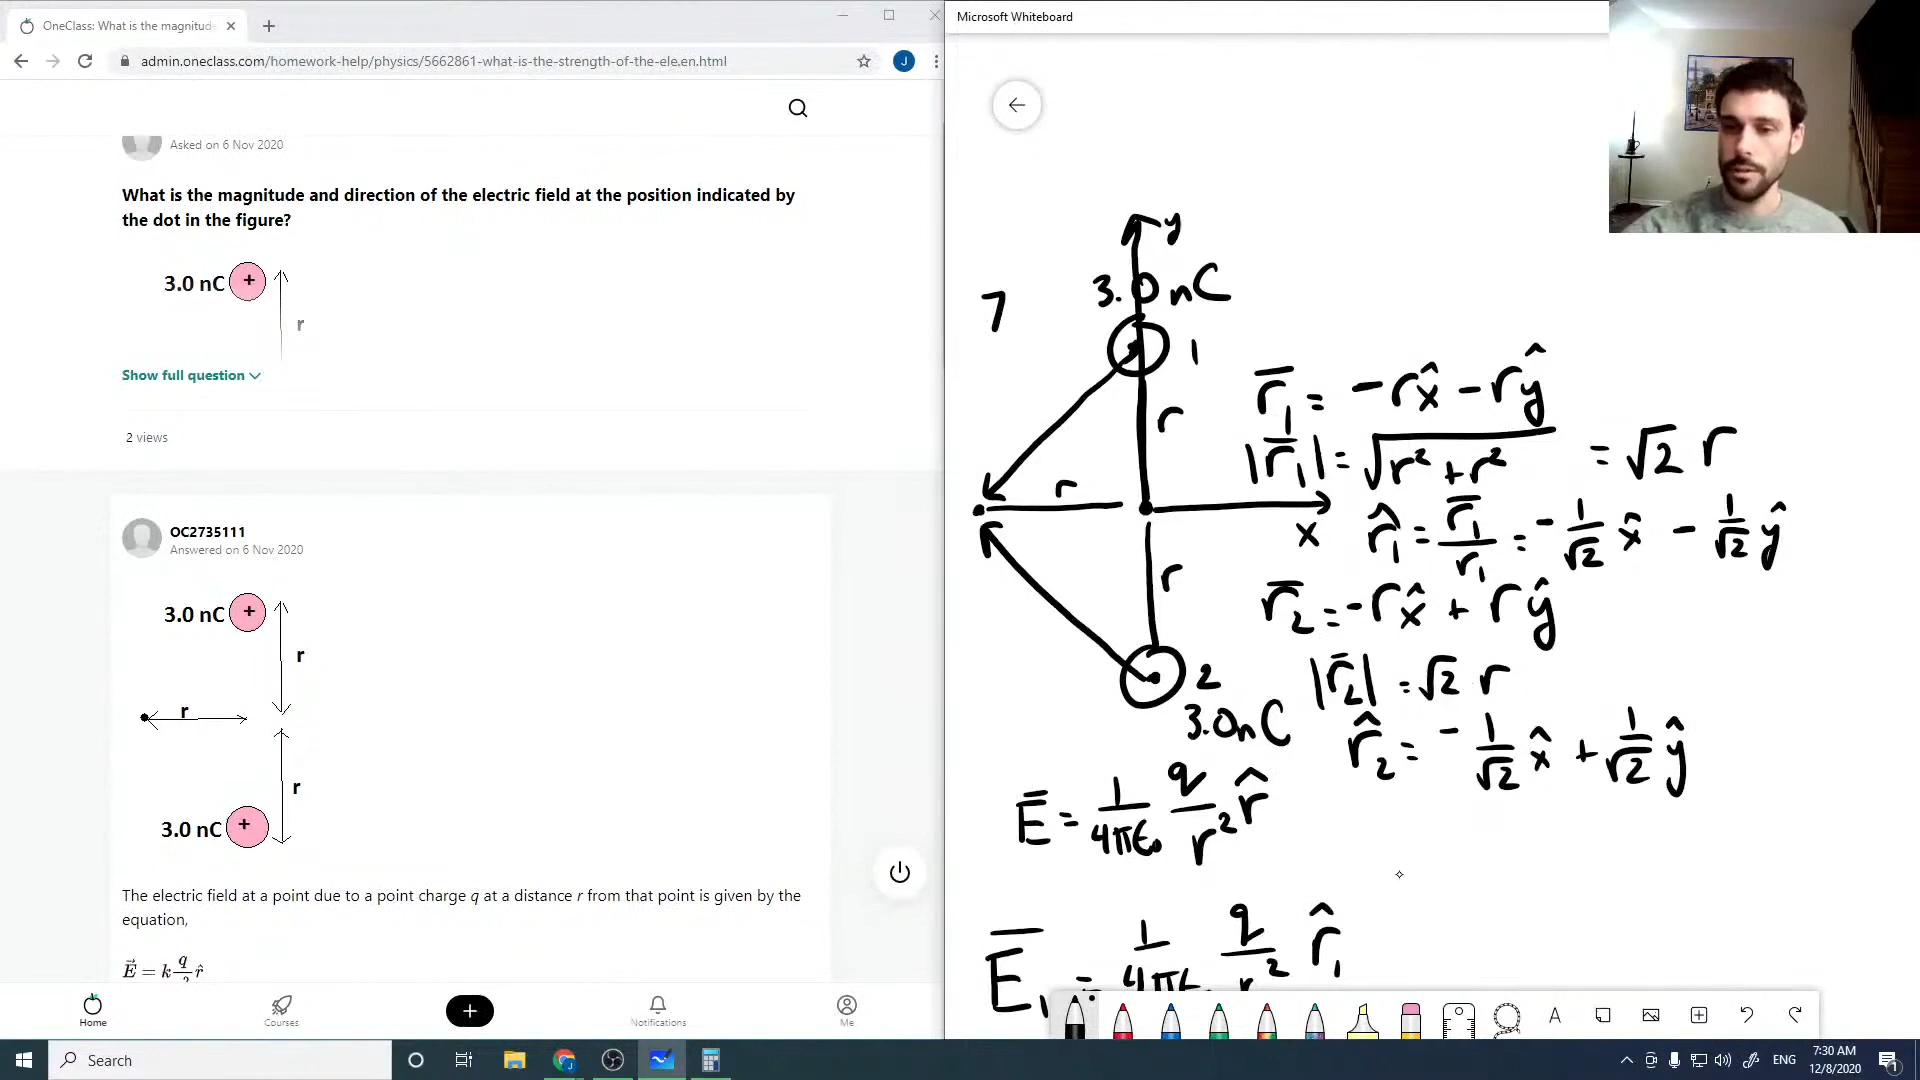 OneClass: What is the magnitude
admin.oneclass.com/homework-help/physics/5662861-what-is-the-strength-of-the-ele.en.html
J
Asked on 6 Nov 2020
What is the magnitude and direction of the electric field at the position indicated by
the dot in the figure?
3.0 nC +
r
Show full question
2 views
OC2735111
Answered on 6 Nov 2020
3.0 nC +
r
r
r
3.0 nC +
The electric field at a point due to a point charge q at a distance r from that point is given by the
equation,
E⃗ = k q/2 r̂
Home
Courses
+
Notifications
Me
Microsoft Whiteboard
y
3.0 nC
7
1
r
r
x
r
2
3.0nC
r̅₁ = -rx̂ - rŷ
|r̅₁| = √(r² + r²) = √2 r
r̂₁ = r̅₁/r₁ = -1/√2 x̂ - 1/√2 ŷ
r̅₂ = -rx̂ + rŷ
|r̅₂| = √2 r
r̂₂ = -1/√2 x̂ + 1/√2 ŷ
E̅ = 1/4πϵ₀ q/r² r̂
E̅₁ = 1/4πϵ q/r² r̂₁
A
Search
ENG
7:30 AM
12/8/2020
1